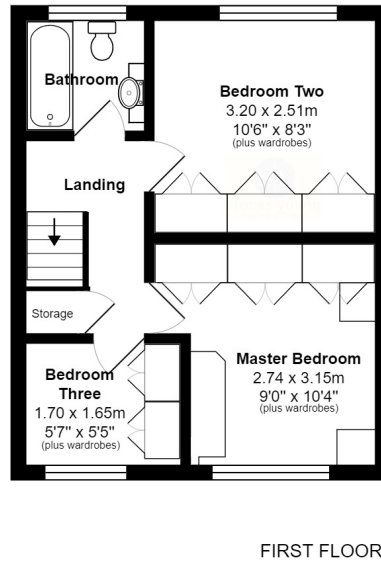 Bathroom
Bedroom Two
3.20 x 2.51m
10'6" x 8'3"
(plus wardrobes)
Landing
Storage
Bedroom
Three
1.70 x 1.65m
5'7" x 5'5"
(plus wardrobes)
Master Bedroom
2.74 x 3.15m
9'0" x 10'4"
(plus wardrobes)
FIRST FLOOR